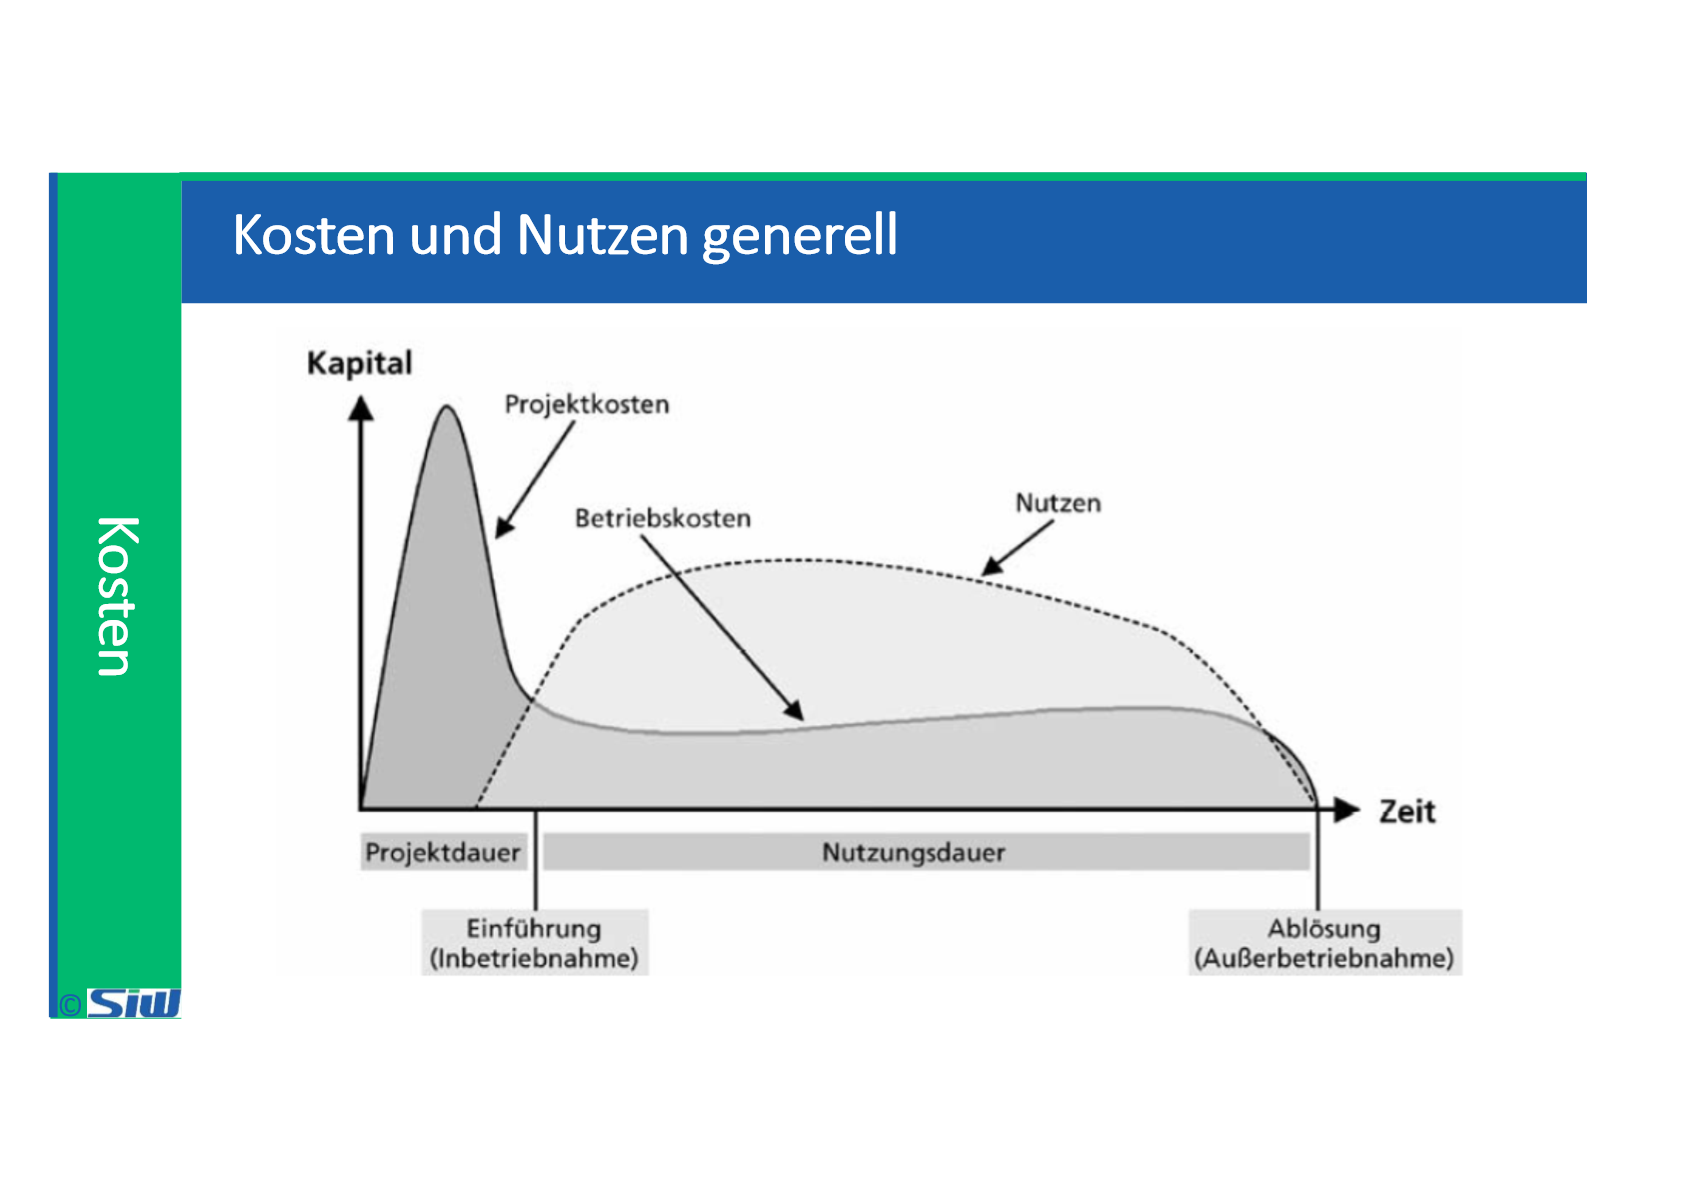 Kosten und Nutzen generell
Kosten
© SiW
Kapital
Projektkosten
Betriebskosten
Nutzen
Zeit
Projektdauer
Nutzungsdauer
Einführung
(Inbetriebnahme)
Ablösung
(Außerbetriebnahme)